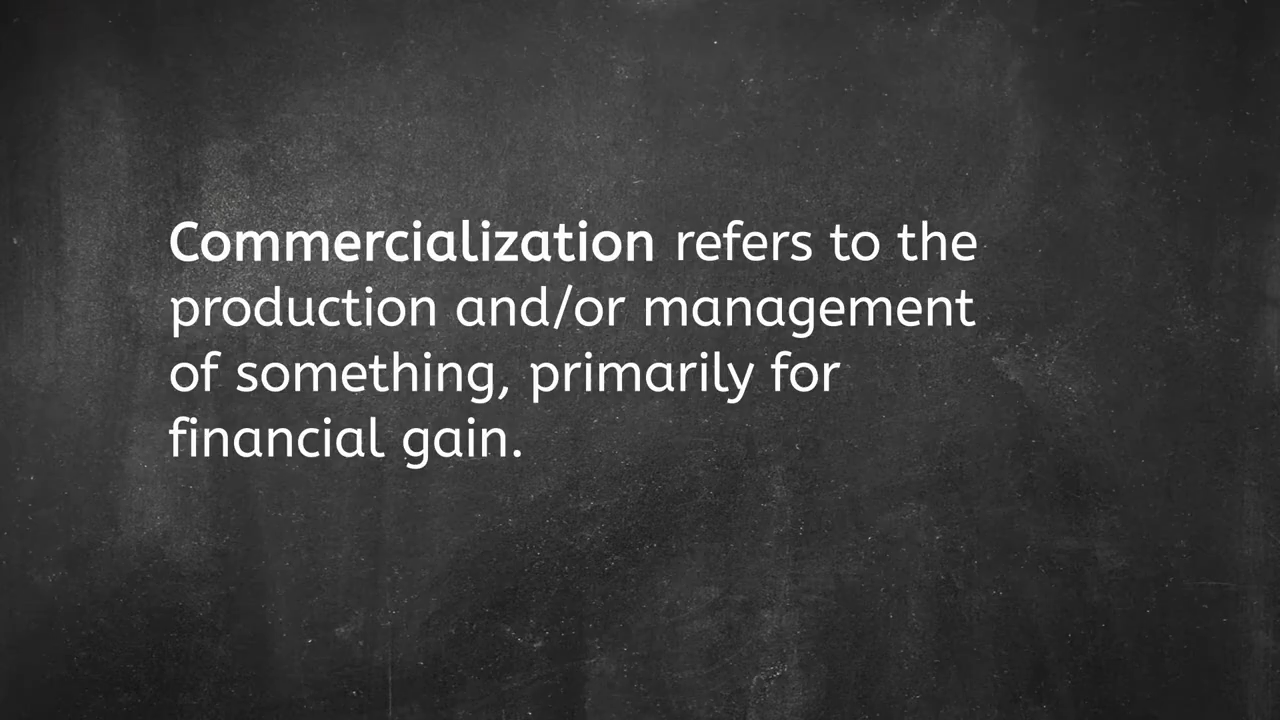 Commercialization refers to the
production and/or management
of something, primarily for
financial gain.